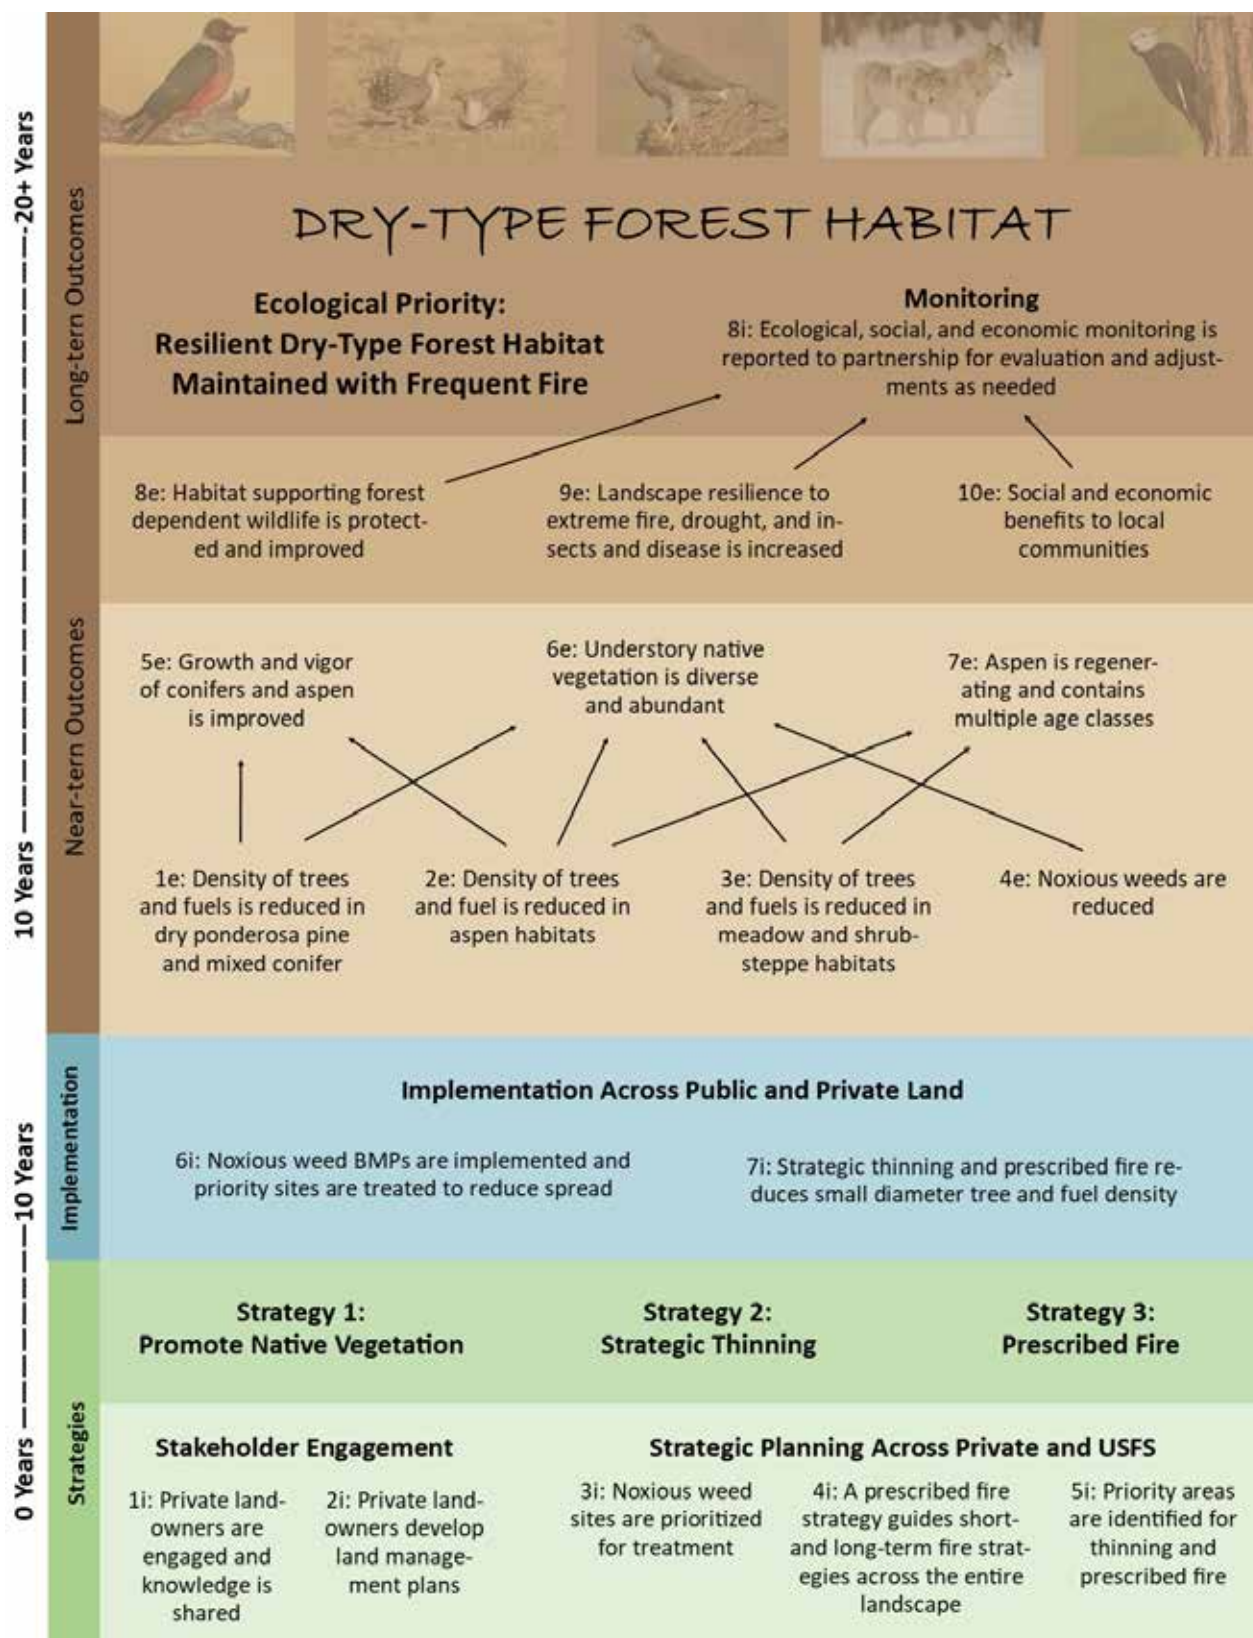 DRY-TYPE FOREST HABITAT
Ecological Priority:
Resilient Dry-Type Forest Habitat
Maintained with Frequent Fire
Monitoring
8i: Ecological, social, and economic monitoring is
reported to partnership for evaluation and adjust-
ments as needed
8e: Habitat supporting forest
dependent wildlife is protect-
ed and improved
9e: Landscape resilience to
extreme fire, drought, and in-
sects and disease is increased
10e: Social and economic
benefits to local
communities
5e: Growth and vigor
of conifers and aspen
is improved
6e: Understory native
vegetation is diverse
and abundant
7e: Aspen is regener-
ating and contains
multiple age classes
1e: Density of trees
and fuels is reduced in
dry ponderosa pine
and mixed conifer
2e: Density of trees
and fuel is reduced in
aspen habitats
3e: Density of trees
and fuels is reduced in
meadow and shrub-
steppe habitats
4e: Noxious weeds are
reduced
Implementation Across Public and Private Land
6i: Noxious weed BMPs are implemented and
priority sites are treated to reduce spread
7i: Strategic thinning and prescribed fire re-
duces small diameter tree and fuel density
Strategy 1:
Promote Native Vegetation
Strategy 2:
Strategic Thinning
Strategy 3:
Prescribed Fire
Stakeholder Engagement
1i: Private land-
owners are
engaged and
knowledge is
shared
2i: Private land-
owners develop
land manage-
ment plans
Strategic Planning Across Private and USFS
3i: Noxious weed
sites are prioritized
for treatment
4i: A prescribed fire
strategy guides short-
and long-term fire strat-
egies across the entire
landscape
5i: Priority areas
are identified for
thinning and
prescribed fire
Long-tern Outcomes
Near-tern Outcomes
Implementation
Strategies
10 Years ————————————————-20+ Years
0 Years ——————————10 Years